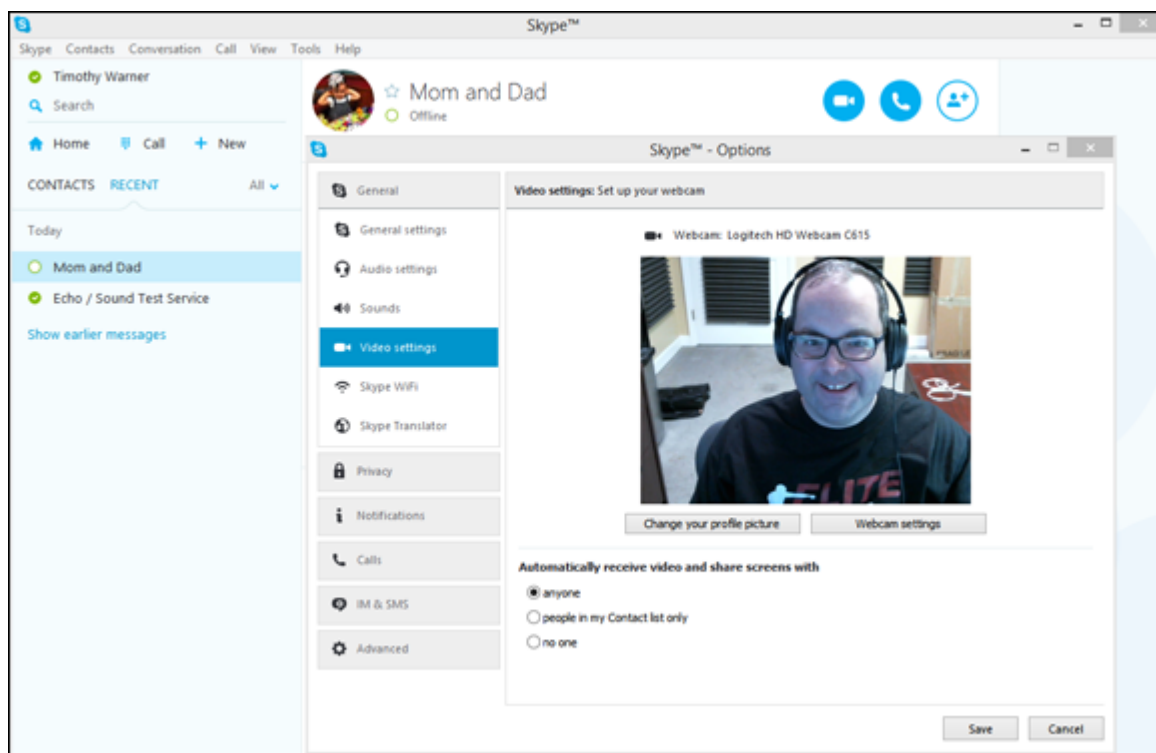 Skype™
Skype Contacts Conversation Call View Tools Help
Timothy Warner
Search
Home Call New
CONTACTS RECENT All
Today
Mom and Dad
Echo / Sound Test Service
Show earlier messages
Mom and Dad
Offline
Skype™ - Options
General
General settings
Audio settings
Sounds
Video settings
Skype WiFi
Skype Translator
Privacy
Notifications
Calls
IM & SMS
Advanced
Video settings: Set up your webcam
Webcam: Logitech HD Webcam C615
ELITE
Change your profile picture Webcam settings
Automatically receive video and share screens with
anyone
people in my Contact list only
no one
Save Cancel